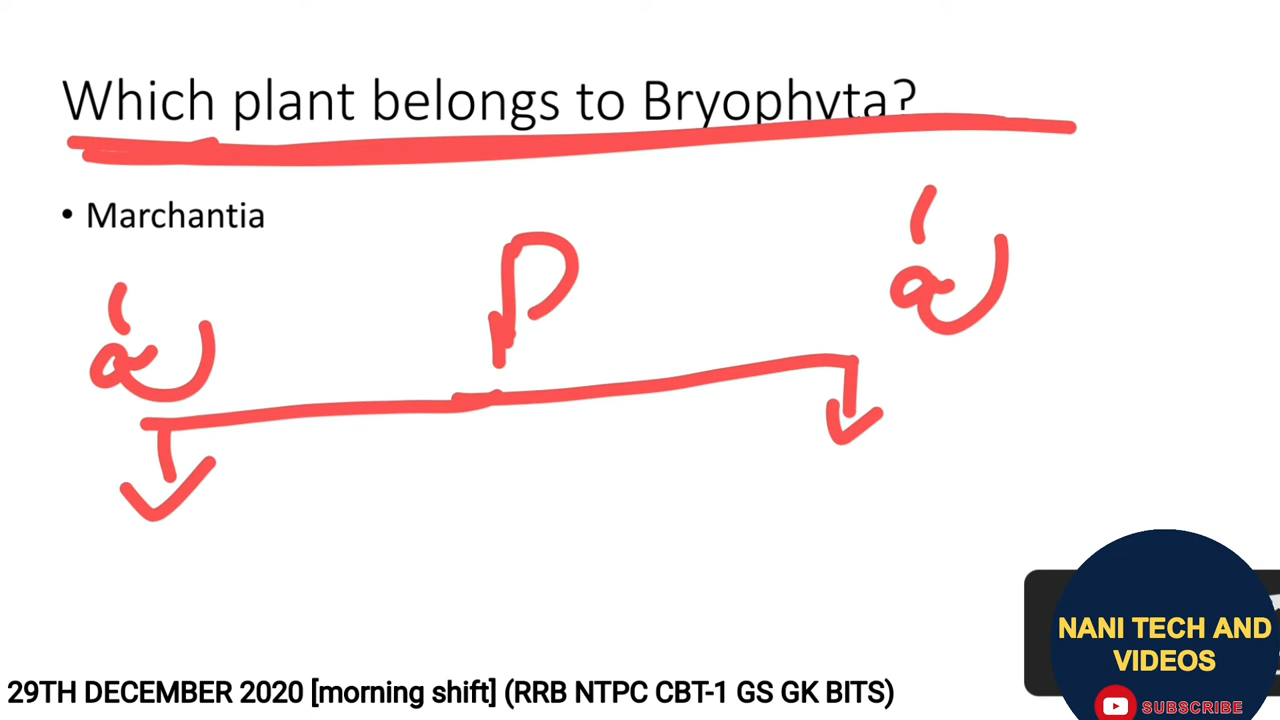 Which plant belongs to Bryophyta?
• Marchantia
P
NANI TECH AND
VIDEOS
SUBSCRIBE
29TH DECEMBER 2020 [morning shift] (RRB NTPC CBT-1 GS GK BITS)